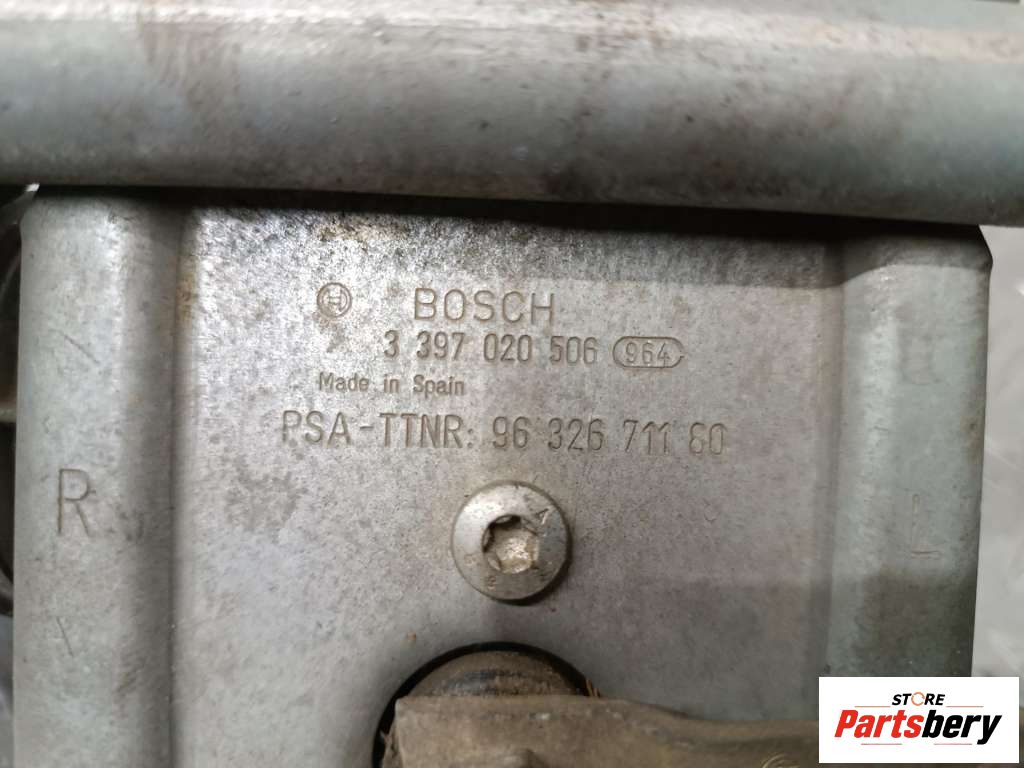 BOSCH
3 397 020 506 964
Made in Spain
PSA-TTNR: 96 326 711 80
R
L
STORE
Partsbery